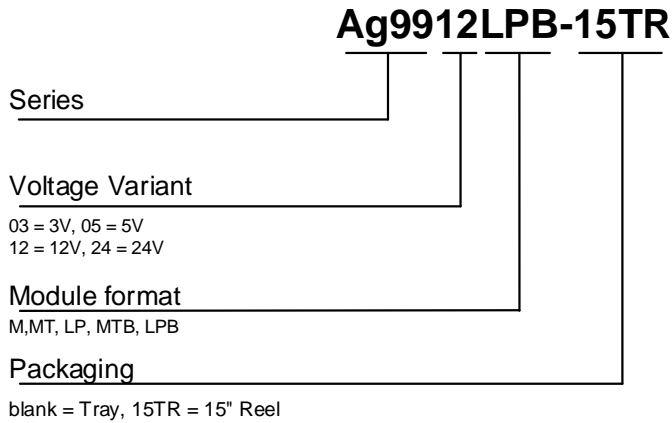 Ag9912LPB-15TR
Series
Voltage Variant
03 = 3V, 05 = 5V
12 = 12V, 24 = 24V
Module format
M,MT, LP, MTB, LPB
Packaging
blank = Tray, 15TR = 15" Reel